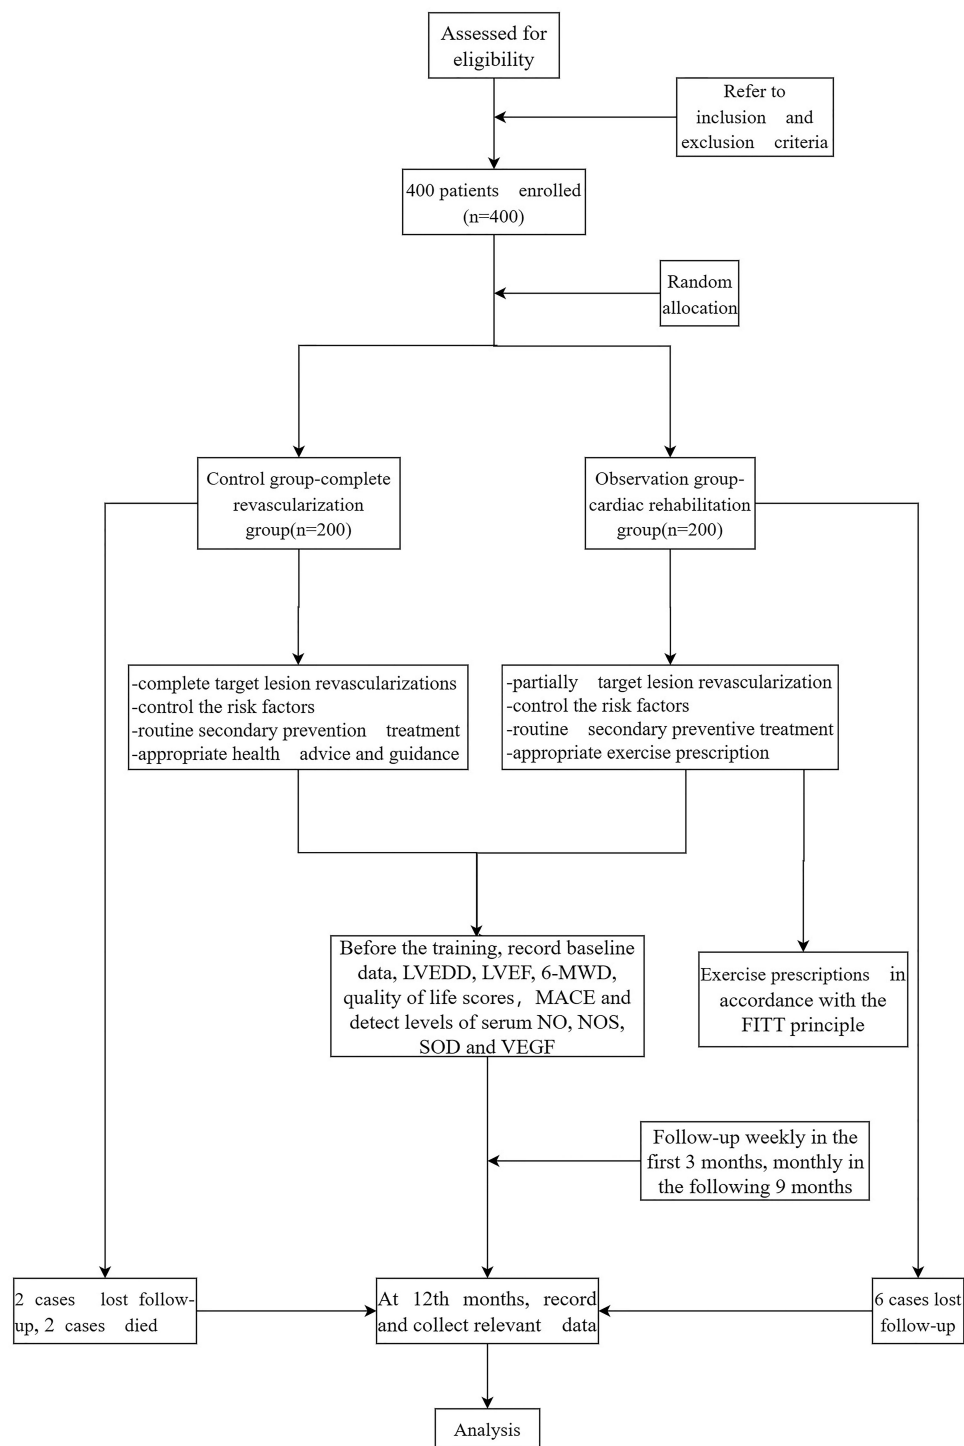 Assessed for
eligibility
Refer to
inclusion and
exclusion criteria
400 patients enrolled
(n=400)
Random
allocation
Control group-complete
revascularization
group(n=200)
Observation group-
cardiac rehabilitation
group(n=200)
-complete target lesion revascularizations
-control the risk factors
-routine secondary prevention treatment
-appropriate health advice and guidance
-partially target lesion revascularization
-control the risk factors
-routine secondary preventive treatment
-appropriate exercise prescription
Before the training, record baseline
data, LVEDD, LVEF, 6-MWD,
quality of life scores，MACE and
detect levels of serum NO, NOS,
SOD and VEGF
Exercise prescriptions in
accordance with the
FITT principle
Follow-up weekly in the
first 3 months, monthly in
the following 9 months
2 cases lost follow-
up, 2 cases died
At 12th months, record
and collect relevant data
6 cases lost
follow-up
Analysis